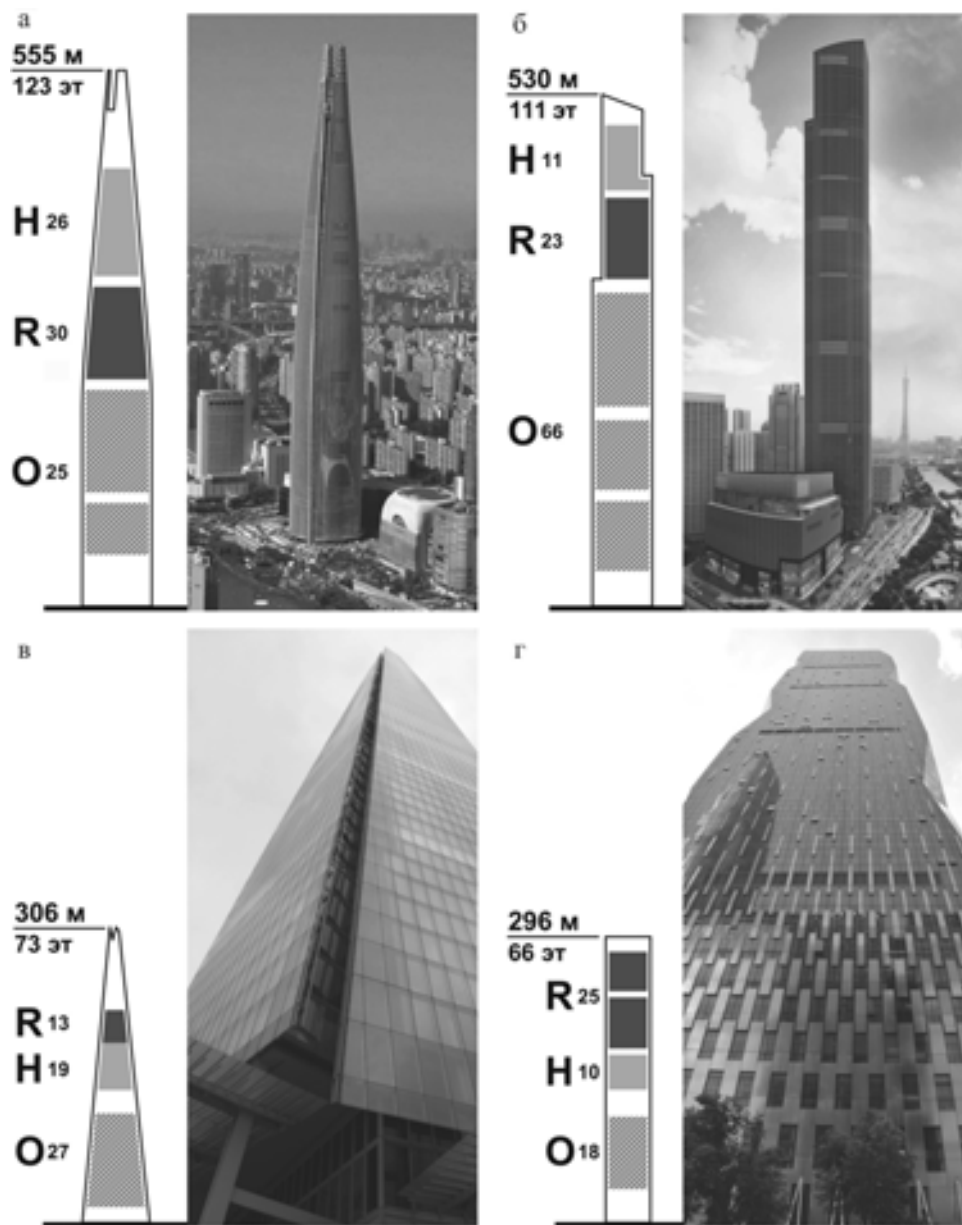 а
555 м
123 эт
H 26
R 30
O 25
б
530 м
111 эт
H 11
R 23
O 66
в
306 м
73 эт
R 13
H 19
O 27
г
296 м
66 эт
R 25
H 10
O 18